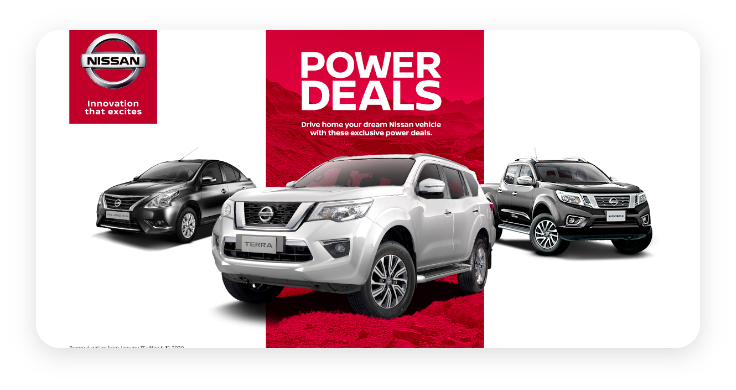 NISSAN
Innovation
that excites
POWER
DEALS
Drive home your dream Nissan vehicle
with these exclusive power deals.
TERRA